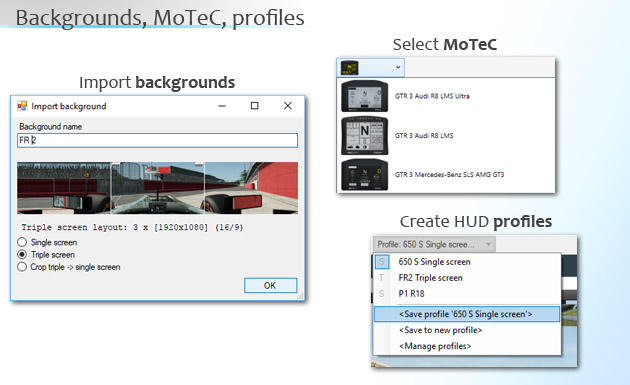 Backgrounds, MoTeC, profiles
Select MoTeC
GTR 3 Audi R8 LMS Ultra
GTR 3 Audi R8 LMS
GTR 3 Mercedes-Benz SLS AMG GT3
Import backgrounds
Import background
Background name
FR 2
Triple screen layout: 3 x [1920x1080] (16/9)
Single screen
Triple screen
Crop triple -> single screen
OK
Create HUD profiles
Profile: 650 S Single scree...
S 650 S Single screen
T FR2 Triple screen
S P1 R18
<Save profile '650 S Single screen'>
<Save to new profile>
<Manage profiles>